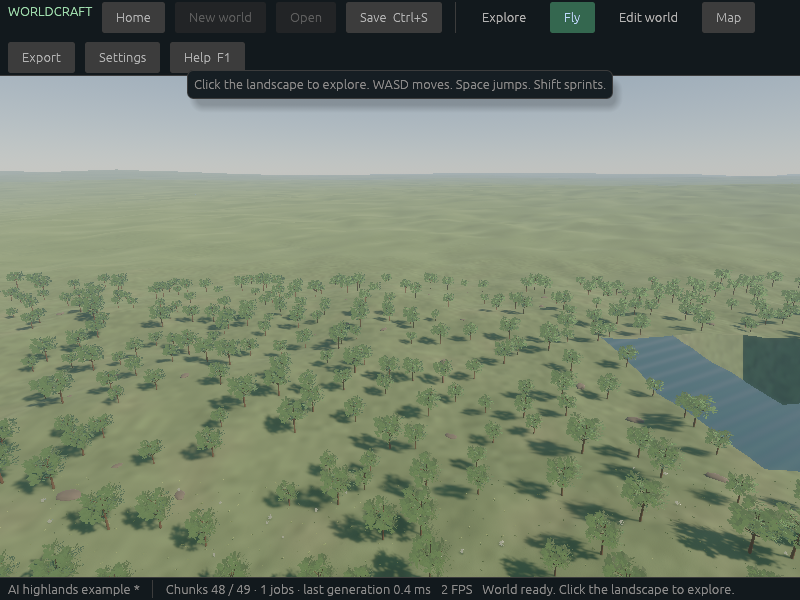 WORLDCRAFT Home New world Open Save Ctrl+S Explore Fly Edit world Map
Export Settings Help F1
Click the landscape to explore. WASD moves. Space jumps. Shift sprints.
AI highlands example * Chunks 48 / 49 · 1 jobs · last generation 0.4 ms 2 FPS World ready. Click the landscape to explore.